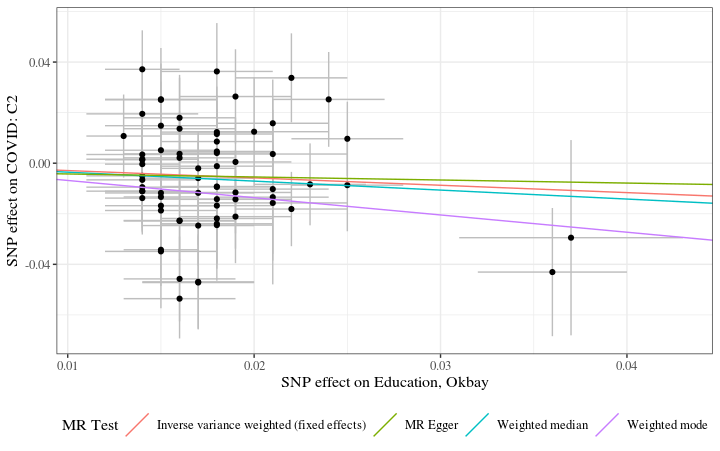 SNP effect on COVID: C2
0.04
0.00
-0.04
0.01 0.02 0.03 0.04
SNP effect on Education, Okbay
MR Test Inverse variance weighted (fixed effects) MR Egger Weighted median Weighted mode